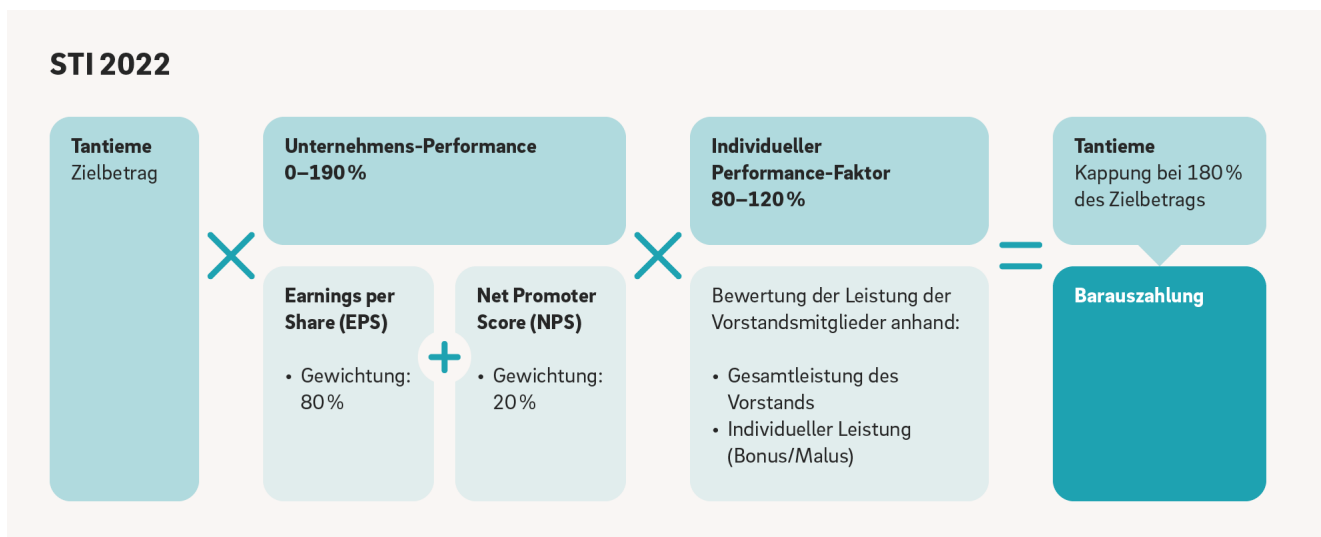 STI 2022
Tantieme
Zielbetrag
Unternehmens-Performance
0–190 %
Earnings per
Share (EPS)
• Gewichtung:
80 %
Net Promoter
Score (NPS)
• Gewichtung:
20 %
Individueller
Performance-Faktor
80–120 %
Bewertung der Leistung der
Vorstandsmitglieder anhand:
• Gesamtleistung des
Vorstands
• Individueller Leistung
(Bonus/Malus)
Tantieme
Kappung bei 180 %
des Zielbetrags
Barauszahlung